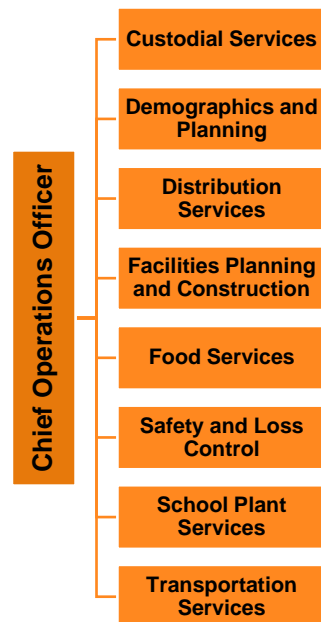 Chief Operations Officer
Custodial Services
Demographics and
Planning
Distribution
Services
Facilities Planning
and Construction
Food Services
Safety and Loss
Control
School Plant
Services
Transportation
Services